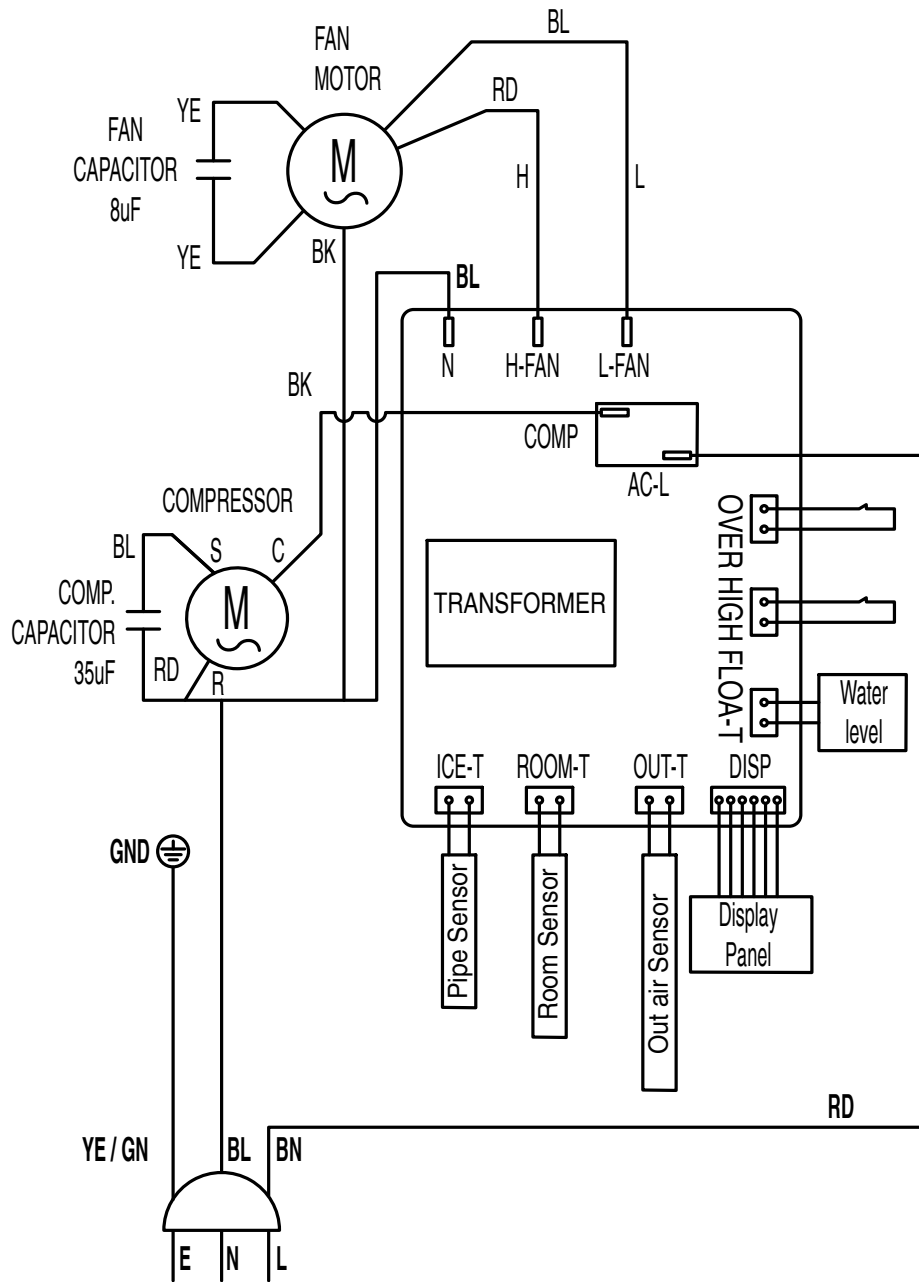 FAN
MOTOR
BL
RD
YE
FAN
CAPACITOR
8uF
M
H
L
YE
BK
BL
N
H-FAN
L-FAN
BK
COMP
AC-L
COMPRESSOR
BL
S
C
COMP.
CAPACITOR
35uF
M
RD
R
TRANSFORMER
OVER HIGH FLOA-T
Water
level
ICE-T
ROOM-T
OUT-T
DISP
GND
Pipe Sensor
Room Sensor
Out air Sensor
Display
Panel
RD
YE / GN
BL
BN
E
N
L